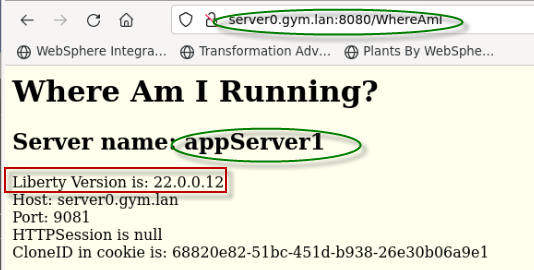 server0.gym.lan:8080/WhereAmI
WebSphere Integra... Transformation Adv... Plants By WebSphe...
Where Am I Running?
Server name: appServer1
Liberty Version is: 22.0.0.12
Host: server0.gym.lan
Port: 9081
HTTPSession is null
CloneID in cookie is: 68820e82-51bc-451d-b938-26e30b06a9e1